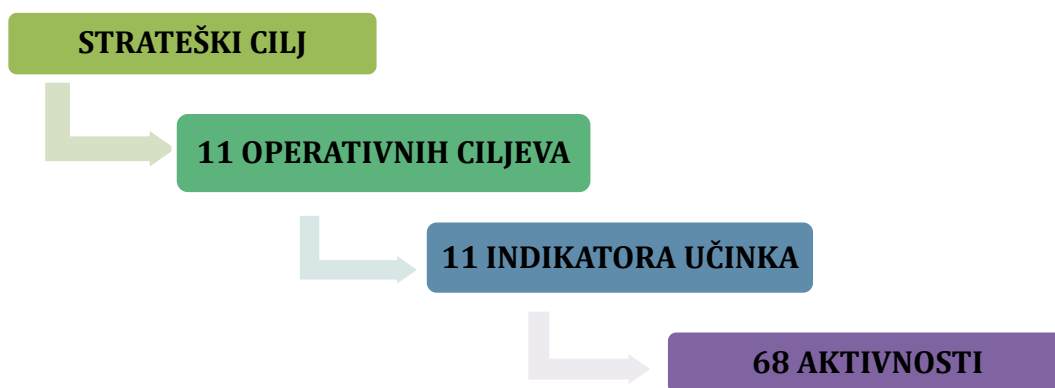 STRATEŠKI CILJ
11 OPERATIVNIH CILJEVA
11 INDIKATORA UČINKA
68 AKTIVNOSTI